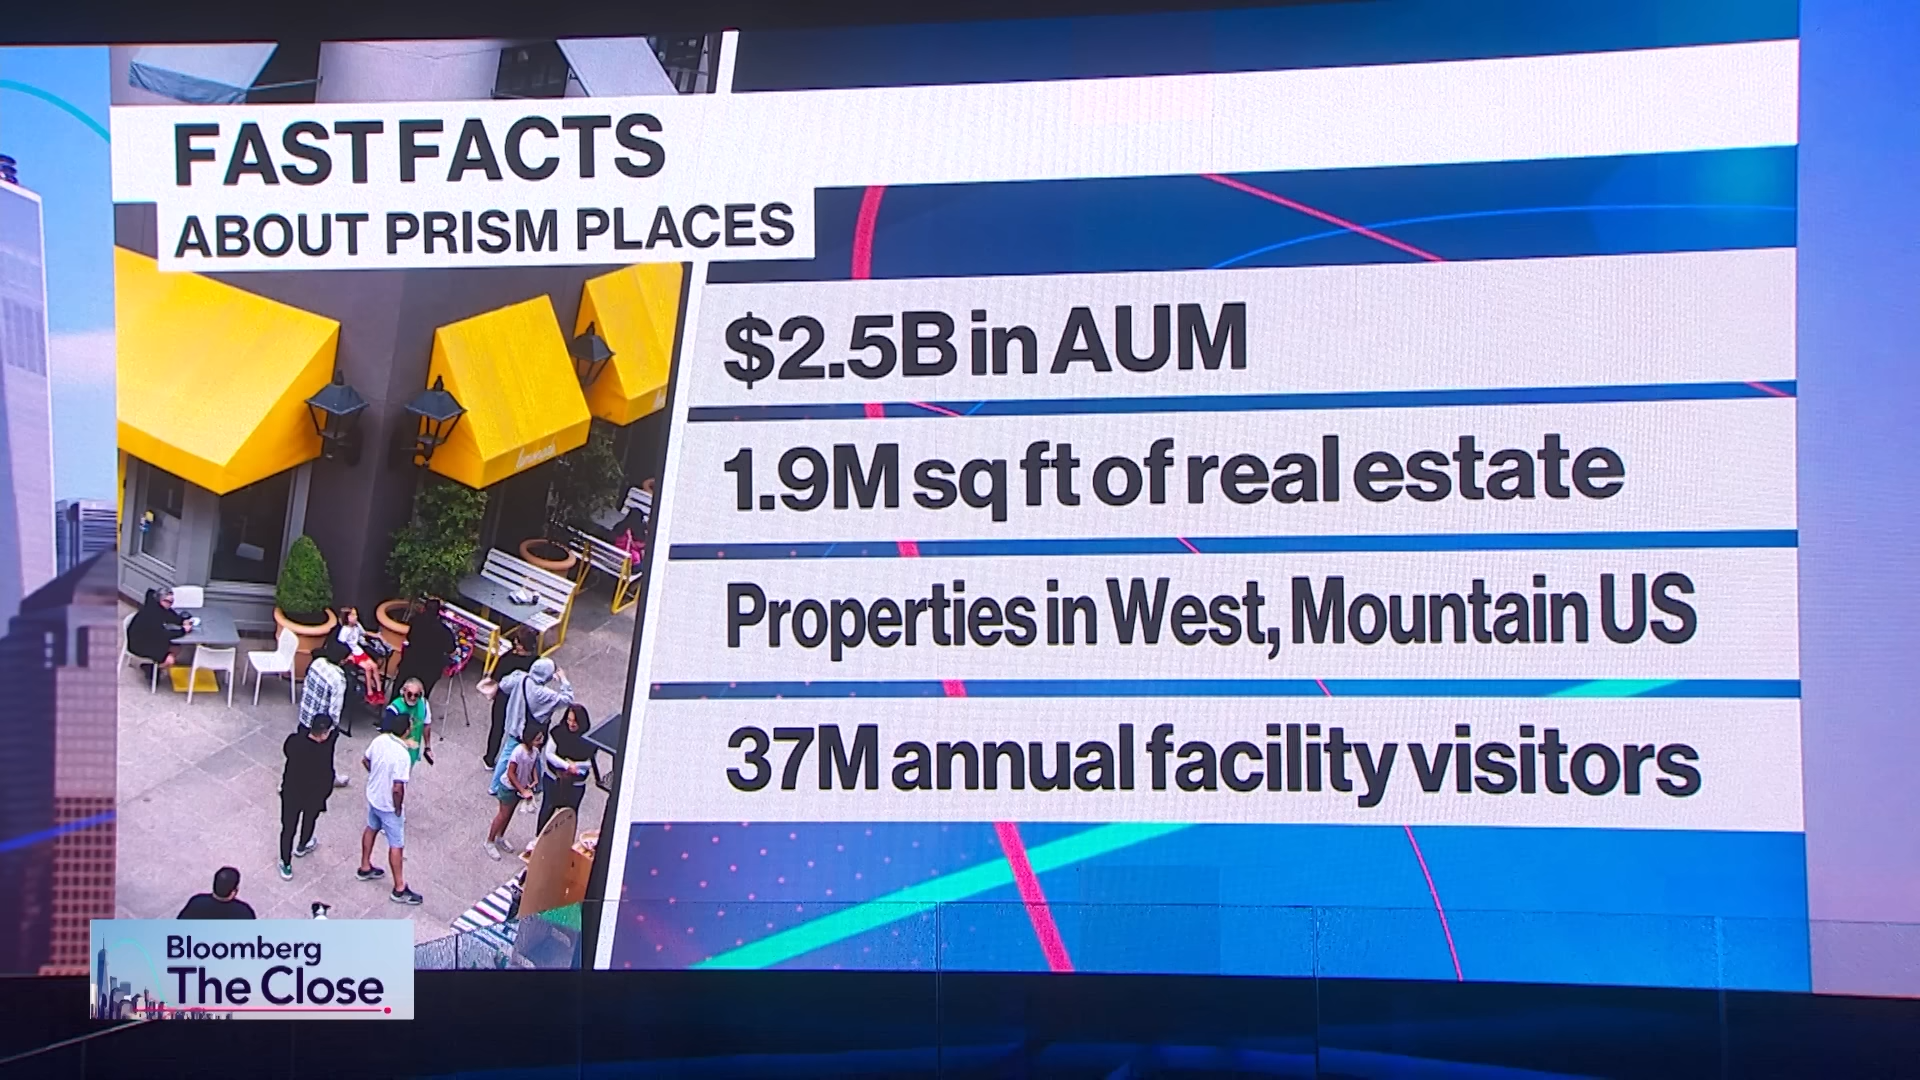 FAST FACTS
ABOUT PRISM PLACES
$2.5B in AUM
1.9M sq ft of real estate
Properties in West, Mountain US
37M annual facility visitors
Bloomberg
The Close